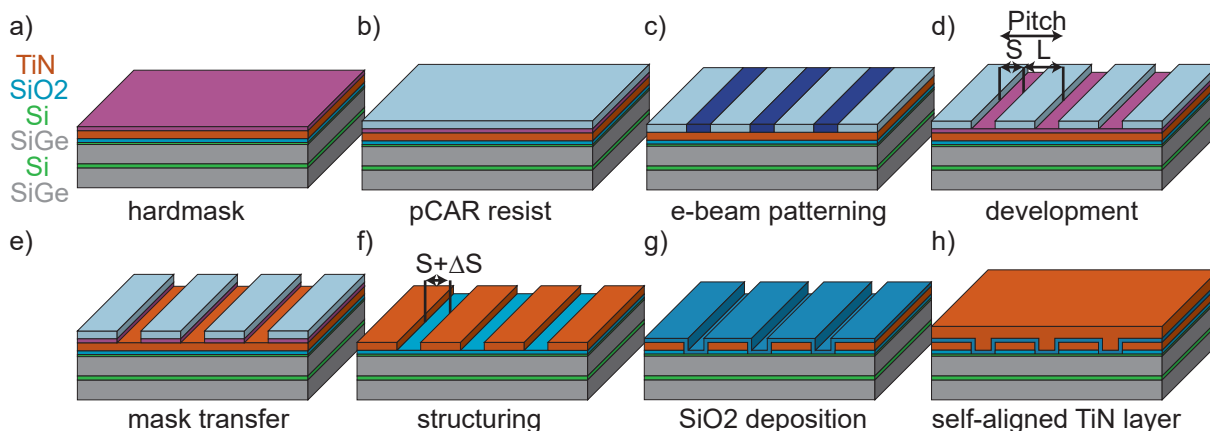 a)
b)
c)
d)
Pitch
S
L
TiN
SiO2
Si
SiGe
Si
SiGe
hardmask
pCAR resist
e-beam patterning
development
e)
f)
g)
h)
S+ΔS
mask transfer
structuring
SiO2 deposition
self-aligned TiN layer